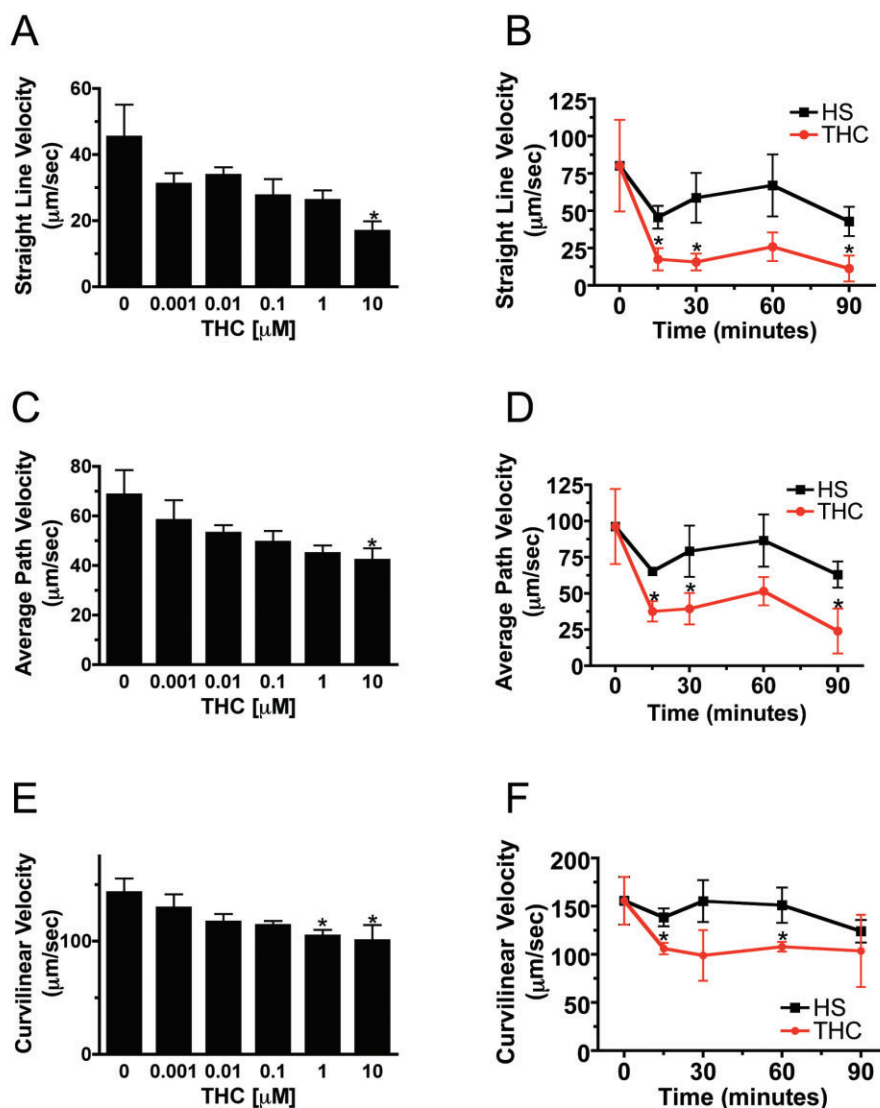 A
Straight Line Velocity
(μm/sec)
60
40
20
0
*
0 0.001 0.01 0.1 1 10
THC [μM]
B
Straight Line Velocity
(μm/sec)
125
100
75
50
25
0
HS
THC
* * *
0 30 60 90
Time (minutes)
C
Average Path Velocity
(μm/sec)
80
60
40
20
0
*
0 0.001 0.01 0.1 1 10
THC [μM]
D
Average Path Velocity
(μm/sec)
125
100
75
50
25
0
HS
THC
* * *
0 30 60 90
Time (minutes)
E
Curvilinear Velocity
(μm/sec)
100
0
* *
0 0.001 0.01 0.1 1 10
THC [μM]
F
Curvilinear Velocity
(μm/sec)
200
150
100
50
0
* *
HS
THC
0 30 60 90
Time (minutes)